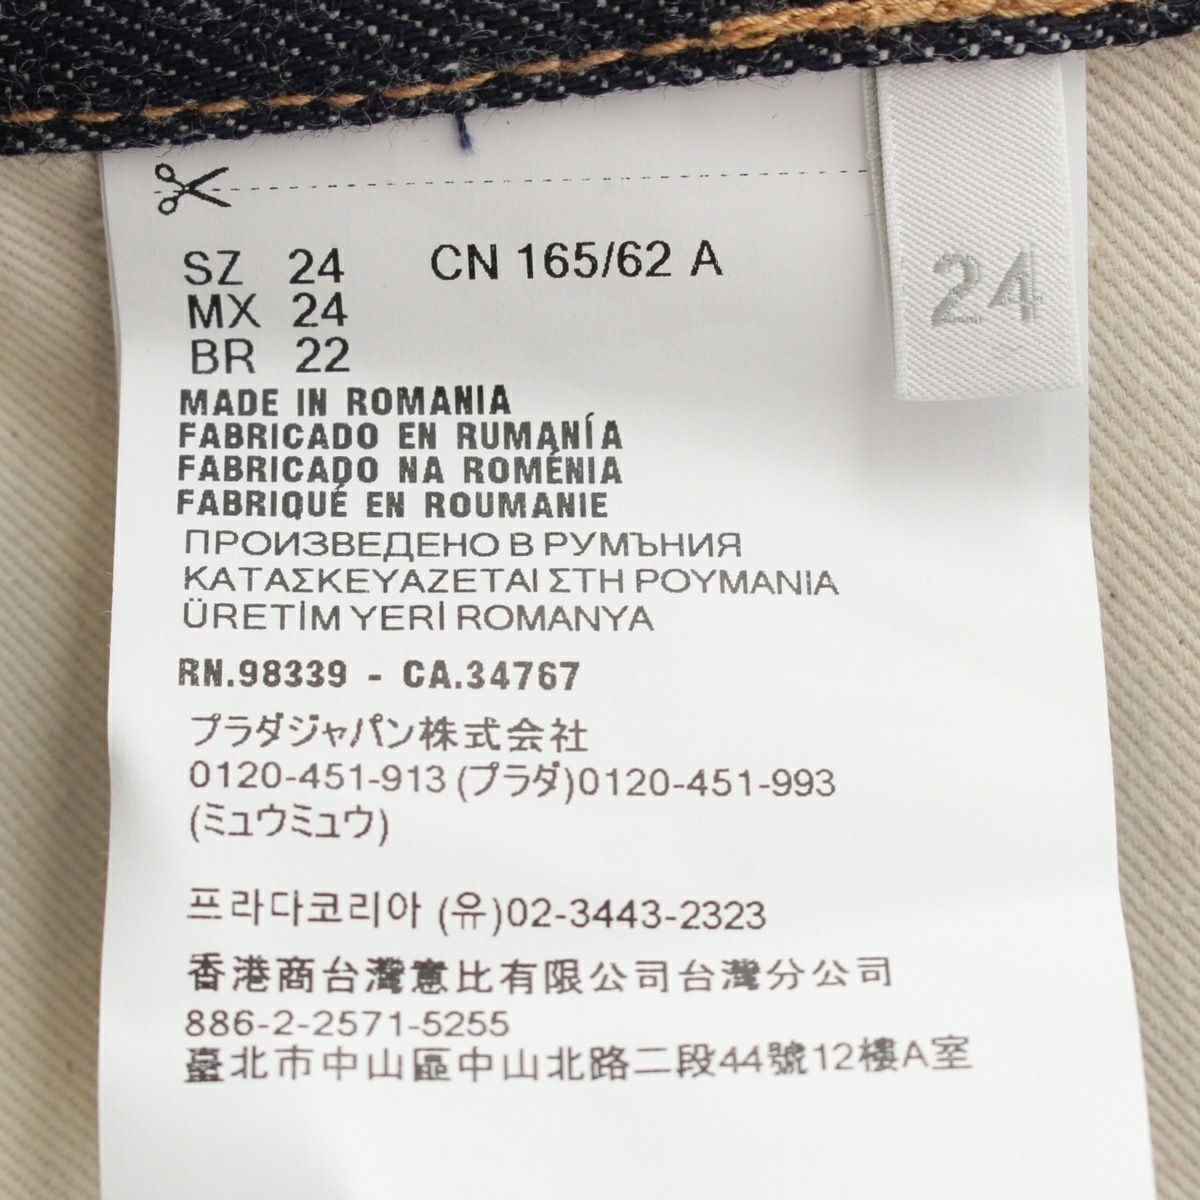 SZ 24 CN 165/62 A
24
MX 24
BR 22
MADE IN ROMANIA
FABRICADO EN RUMANÍA
FABRICADO NA ROMÉNIA
FABRIQUÉ EN ROUMANIE
ПРОИЗВЕДЕНО В РУМЪНИЯ
ΚΑΤΑΣΚΕΥΑΖΕΤΑΙ ΣΤΗ ΡΟΥΜΑΝΙΑ
ÜRETİM YERİ ROMANYA
RN.98339 - CA.34767
プラダジャパン株式会社
0120-451-913 (プラダ)0120-451-993
(ミュウミュウ)
프라다코리아 (유)02-3443-2323
香港商台灣意比有限公司台灣分公司
886-2-2571-5255
臺北市中山區中山北路二段44號12樓A室